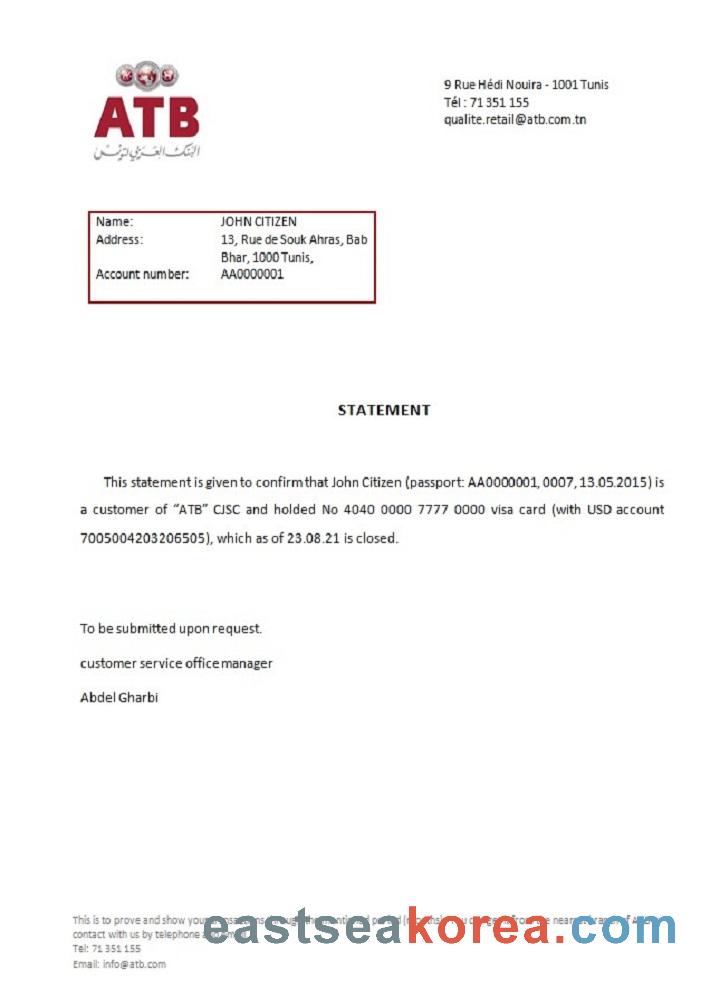 ATB
البنك العربي لتونس
9 Rue Hédi Nouira - 1001 Tunis
Tél : 71 351 155
qualite.retail@atb.com.tn
Name: JOHN CITIZEN
Address: 13, Rue de Souk Ahras, Bab
Bhar, 1000 Tunis,
Account number: AA0000001
STATEMENT
This statement is given to confirm that John Citizen (passport: AA0000001, 0007, 13.05.2015) is
a customer of “ATB” CJSC and holded No 4040 0000 7777 0000 visa card (with USD account
7005004203206505), which as of 23.08.21 is closed.
To be submitted upon request.
customer service office manager
Abdel Gharbi
This is to prove and show your
contact with us by telephone
eastseakorea.com
Tel: 71 351 155
Email: info@atb.com